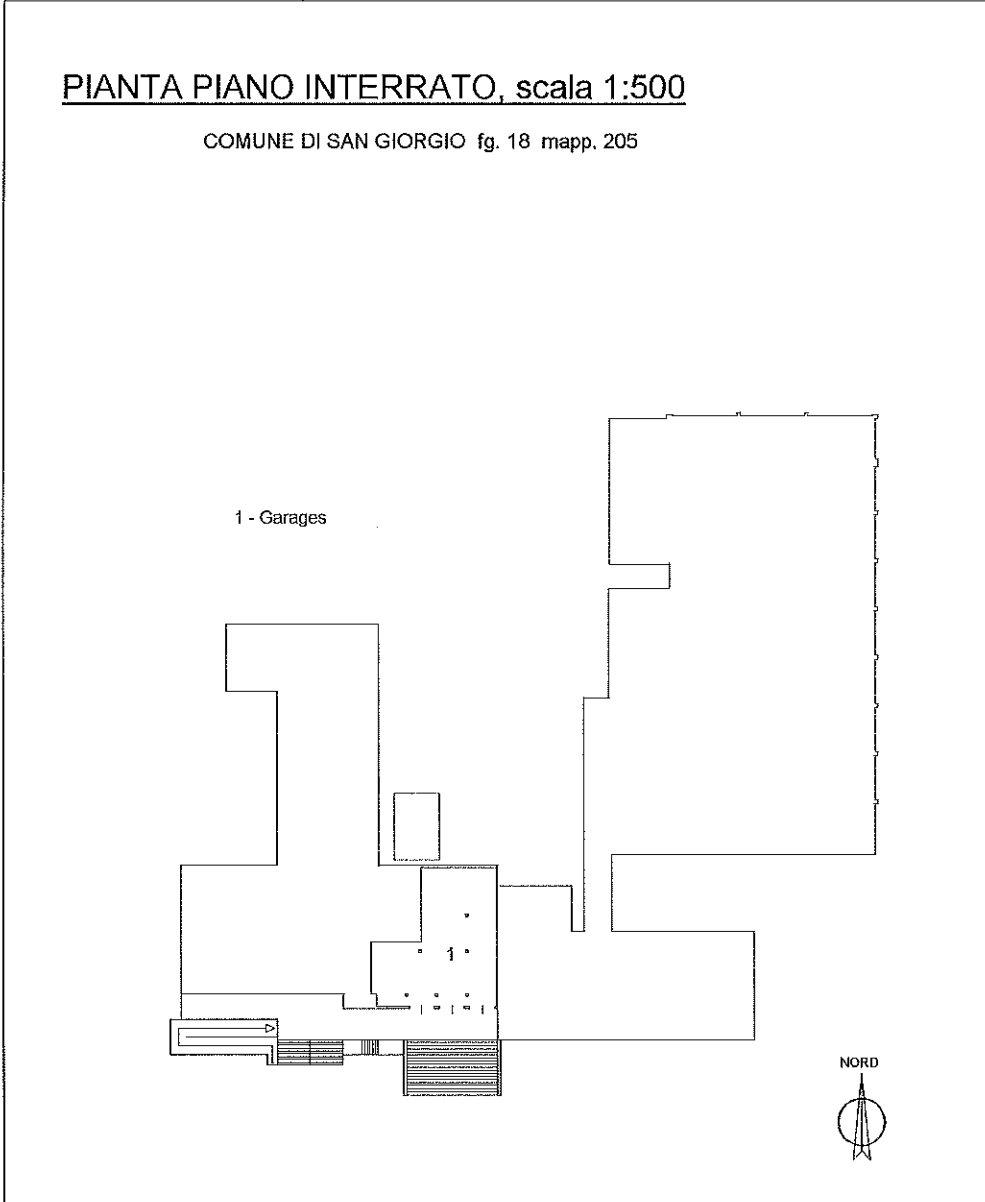 PIANTA PIANO INTERRATO, scala 1:500
COMUNE DI SAN GIORGIO fg. 18 mapp. 205
1 - Garages
1
NORD